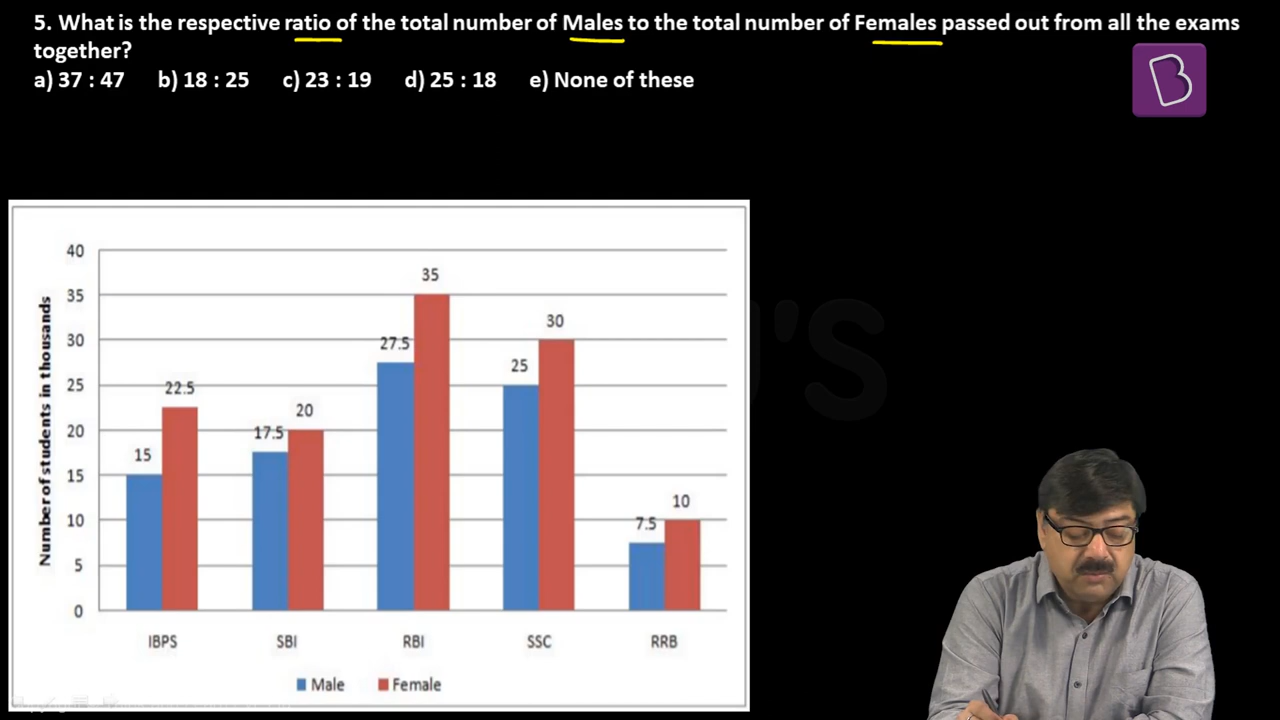 5. What is the respective ratio of the total number of Males to the total number of Females passed out from all the exams
together?
a) 37 : 47 b) 18 : 25 c) 23 : 19 d) 25 : 18 e) None of these
B
40
35
30
25
20
15
10
5
0
Number of students in thousands
15
22.5
17.5
20
27.5
35
25
30
7.5
10
IBPS SBI RBI SSC RRB
Male Female
'S